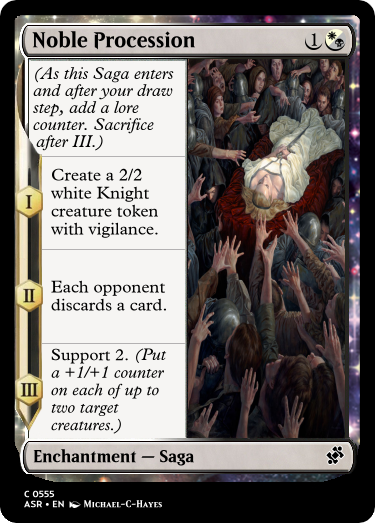 Noble Procession 1
(As this Saga enters
and after your draw
step, add a lore
counter. Sacrifice
after III.)
I
Create a 2/2
white Knight
creature token
with vigilance.
II
Each opponent
discards a card.
III
Support 2. (Put
a +1/+1 counter
on each of up to
two target
creatures.)
Enchantment — Saga
C 0555
ASR • EN Michael-C-Hayes